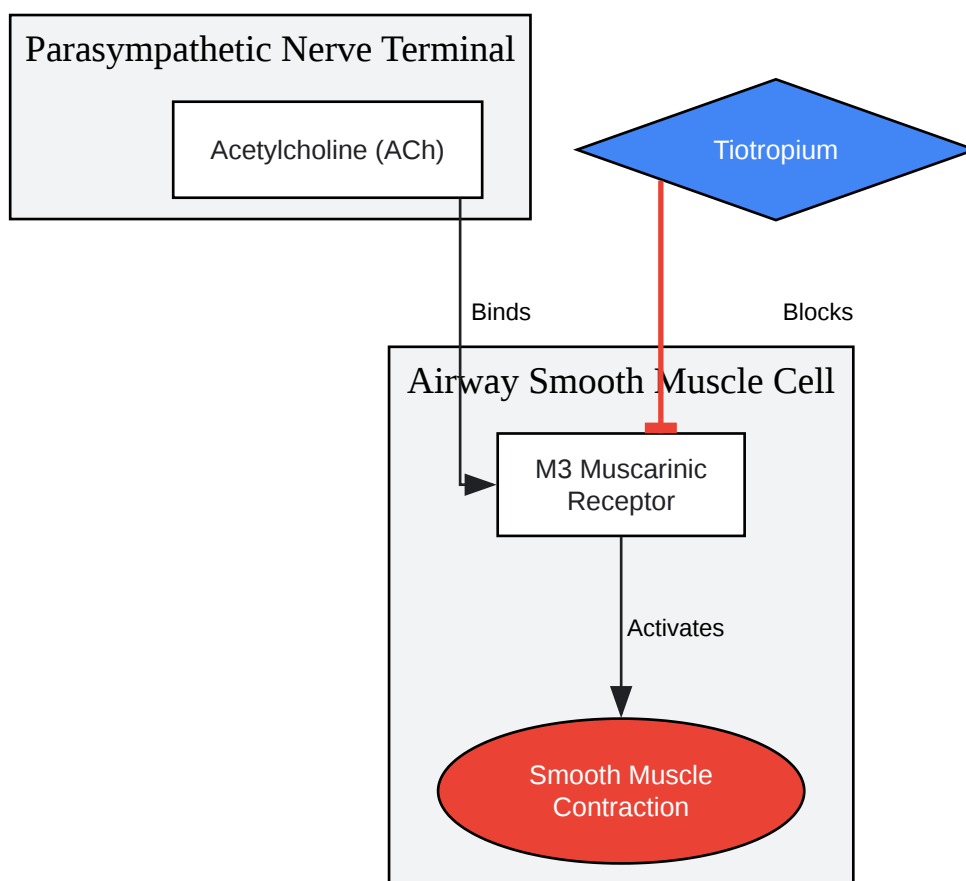 Parasympathetic Nerve Terminal
Acetylcholine (ACh)
Tiotropium
Binds
Blocks
Airway Smooth Muscle Cell
M3 Muscarinic
Receptor
Activates
Smooth Muscle
Contraction